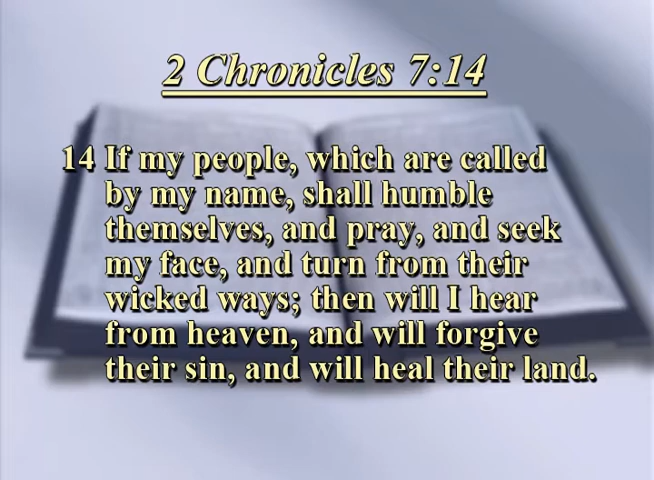 2 Chronicles 7:14
14 If my people, which are called
by my name, shall humble
themselves, and pray, and seek
my face, and turn from their
wicked ways; then will I hear
from heaven, and will forgive
their sin, and will heal their land.